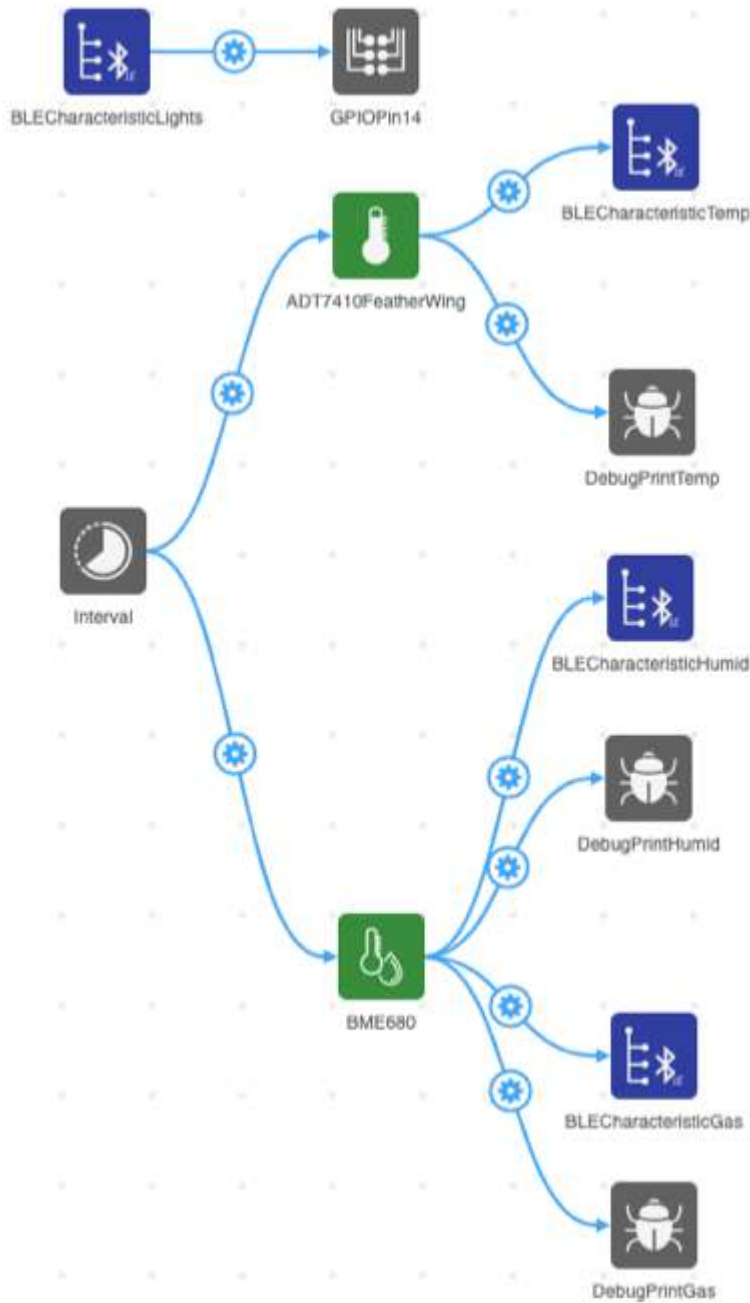 BLECharacteristicLights
GPIOPin14
BLECharacteristicTemp
ADT7410FeatherWing
DebugPrintTemp
Interval
BLECharacteristicHumid
DebugPrintHumid
BME680
BLECharacteristicGas
DebugPrintGas